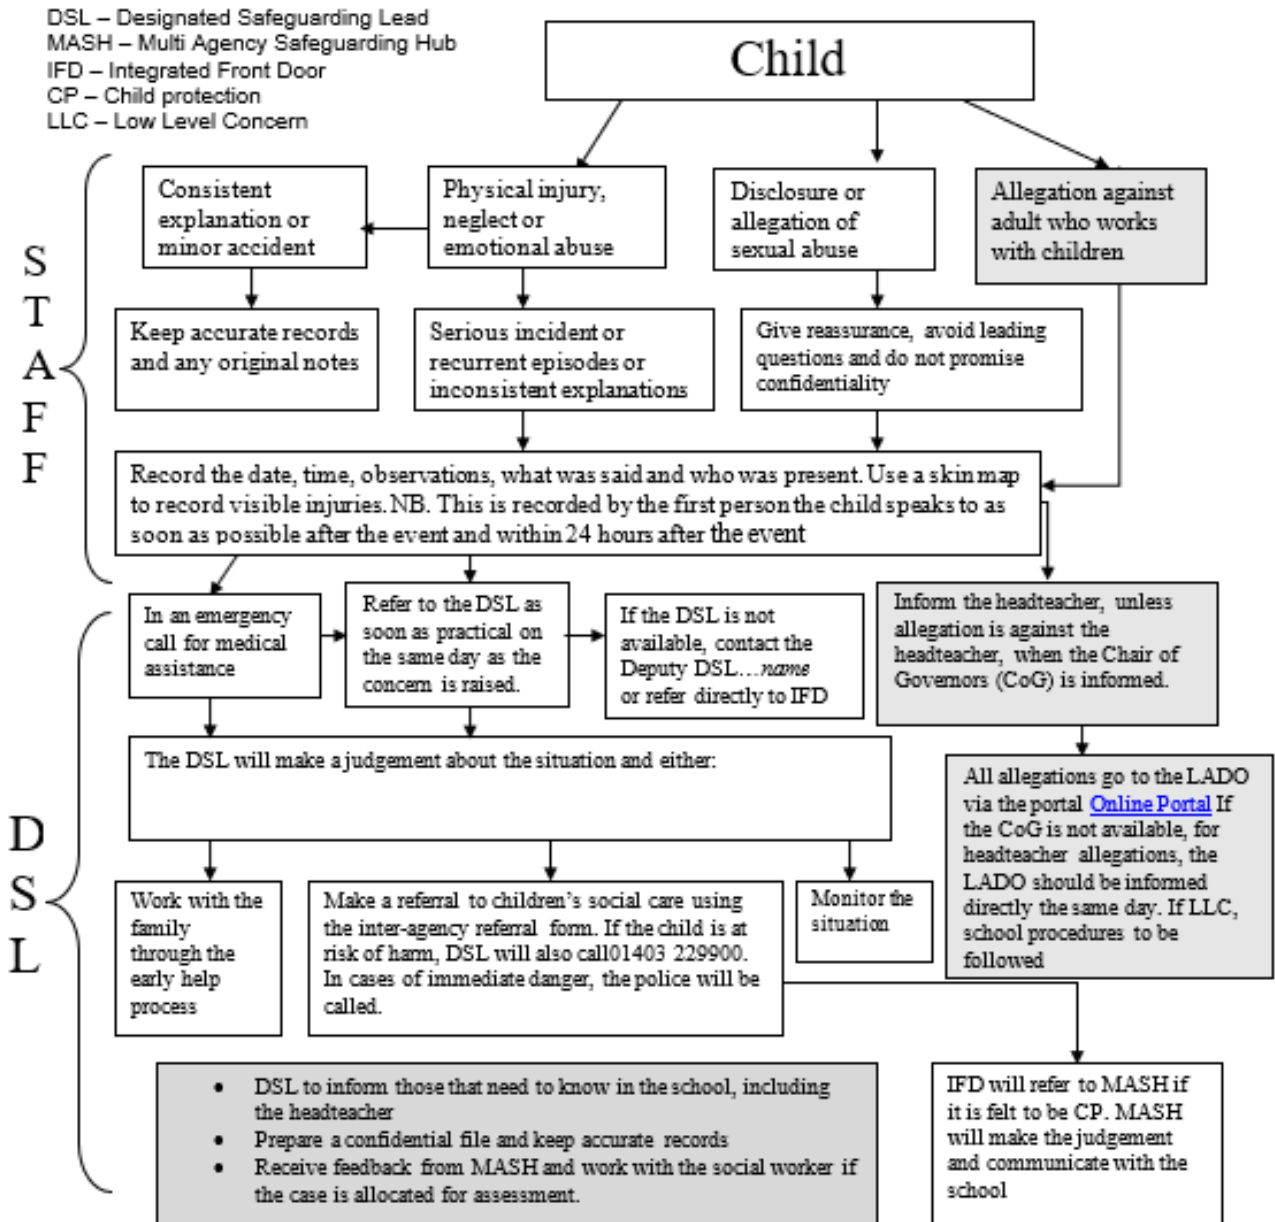 DSL – Designated Safeguarding Lead
MASH – Multi Agency Safeguarding Hub
IFD – Integrated Front Door
CP – Child protection
LLC – Low Level Concern
Child
S
T
A
F
F
Consistent
explanation or
minor accident
Physical injury,
neglect or
emotional abuse
Disclosure or
allegation of
sexual abuse
Allegation against
adult who works
with children
Keep accurate records
and any original notes
Serious incident or
recurrent episodes or
inconsistent explanations
Give reassurance, avoid leading
questions and do not promise
confidentiality
Record the date, time, observations, what was said and who was present. Use a skin map
to record visible injuries. NB. This is recorded by the first person the child speaks to as
soon as possible after the event and within 24 hours after the event
D
S
L
In an emergency
call for medical
assistance
Refer to the DSL as
soon as practical on
the same day as the
concern is raised.
If the DSL is not
available, contact the
Deputy DSL…name
or refer directly to IFD
Inform the headteacher, unless
allegation is against the
headteacher, when the Chair of
Governors (CoG) is informed.
The DSL will make a judgement about the situation and either:
All allegations go to the LADO
via the portal Online Portal If
the CoG is not available, for
headteacher allegations, the
LADO should be informed
directly the same day. If LLC,
school procedures to be
followed
Work with the
family
through the
early help
process
Make a referral to children's social care using
the inter-agency referral form. If the child is at
risk of harm, DSL will also call01403 229900.
In cases of immediate danger, the police will be
called.
Monitor the
situation
• DSL to inform those that need to know in the school, including
the headteacher
• Prepare a confidential file and keep accurate records
• Receive feedback from MASH and work with the social worker if
the case is allocated for assessment.
IFD will refer to MASH if
it is felt to be CP. MASH
will make the judgement
and communicate with the
school